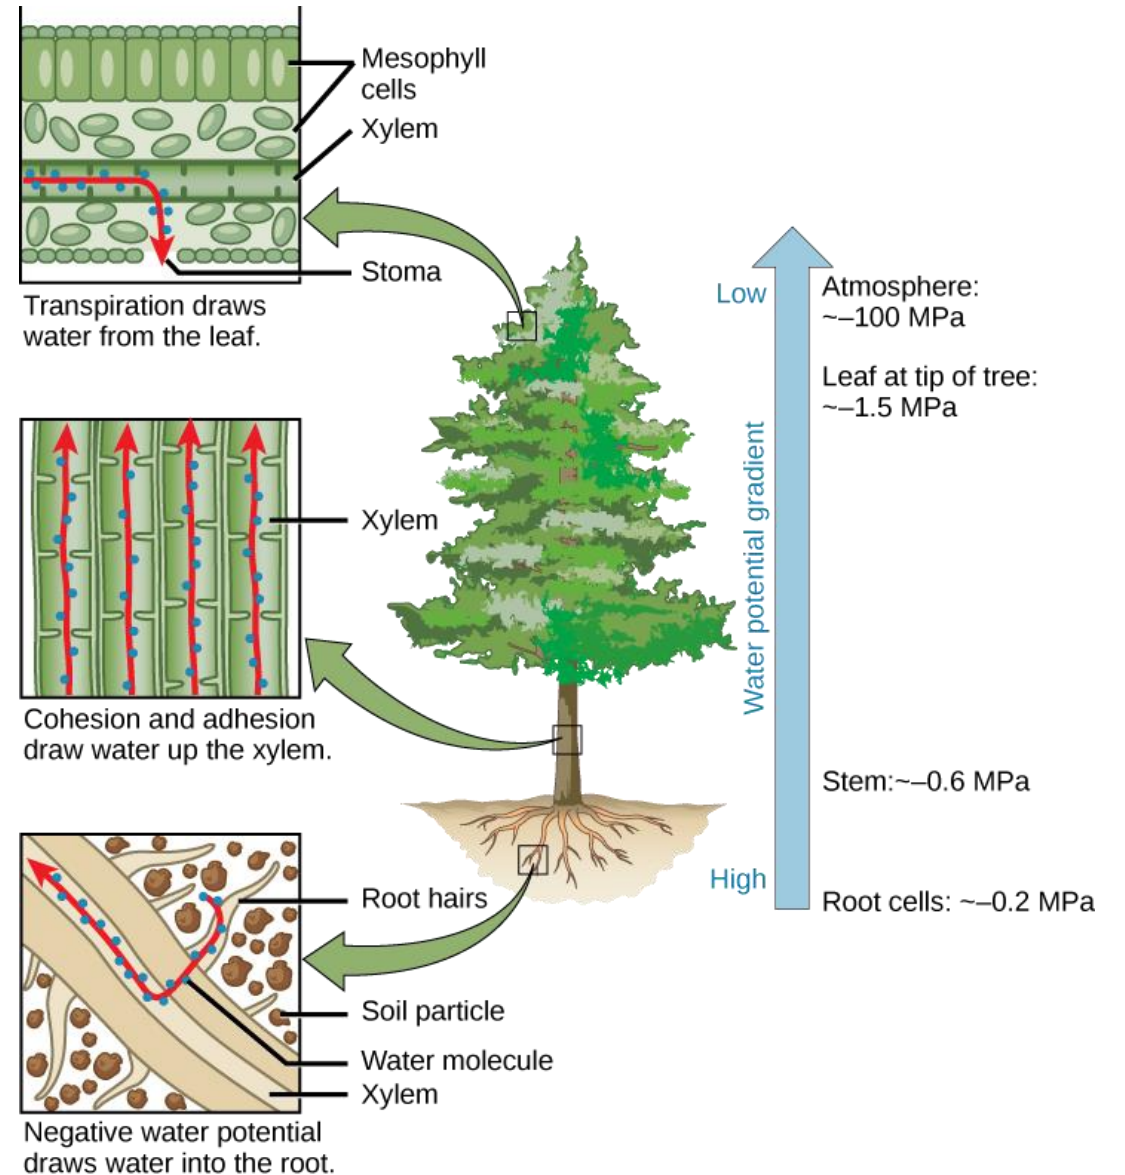 Mesophyll
cells
Xylem
Stoma
Transpiration draws
water from the leaf.
Xylem
Cohesion and adhesion
draw water up the xylem.
Root hairs
Soil particle
Water molecule
Xylem
Negative water potential
draws water into the root.
Low
Water potential gradient
High
Atmosphere:
~–100 MPa
Leaf at tip of tree:
~–1.5 MPa
Stem:~–0.6 MPa
Root cells: ~–0.2 MPa